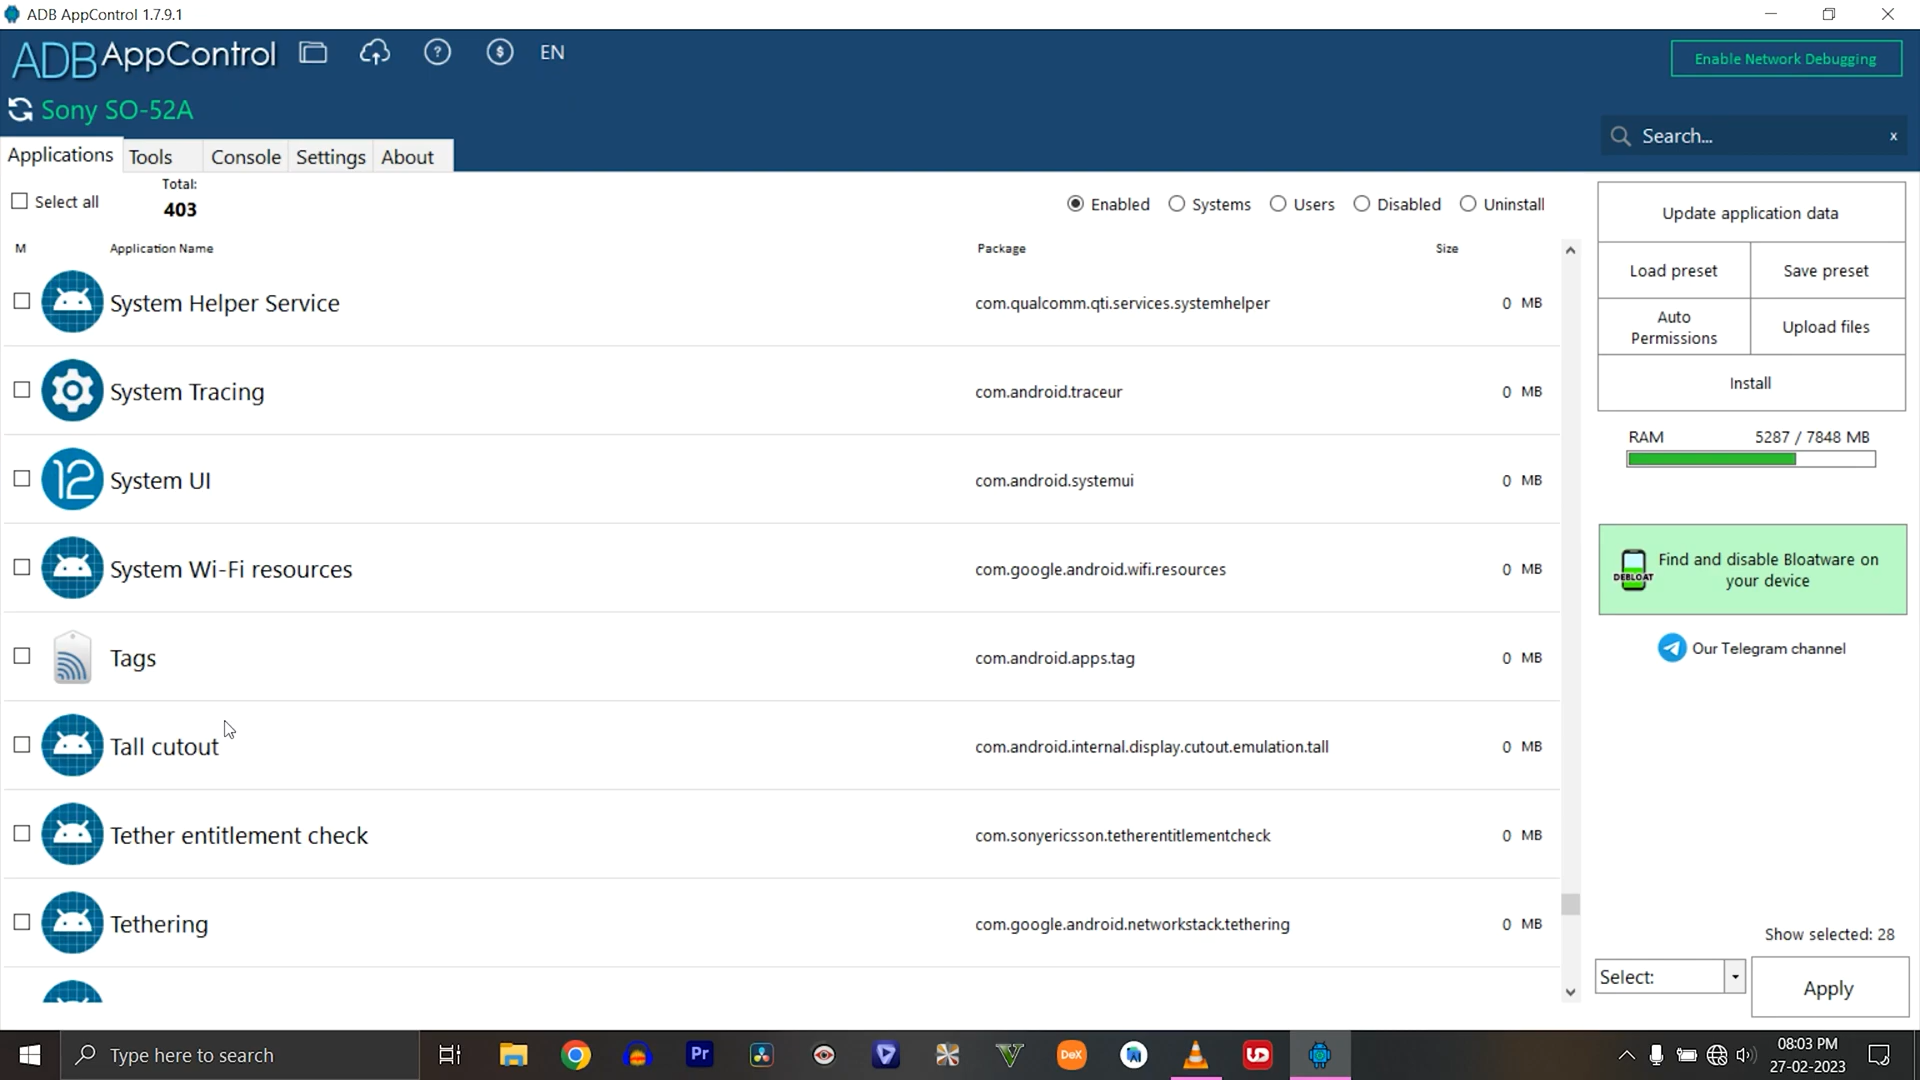 ADB AppControl 1.7.9.1
ADB AppControl
EN
Enable Network Debugging
Sony SO-52A
Search...
x
Applications
Tools
Console
Settings
About
Select all
Total:
403
Enabled
Systems
Users
Disabled
Uninstall
M
Application Name
Package
Size
System Helper Service
com.qualcomm.qti.services.systemhelper
0 MB
System Tracing
com.android.traceur
0 MB
12
System UI
com.android.systemui
0 MB
System Wi-Fi resources
com.google.android.wifi.resources
0 MB
Tags
com.android.apps.tag
0 MB
Tall cutout
com.android.internal.display.cutout.emulation.tall
0 MB
Tether entitlement check
com.sonyericsson.tetherentitlementcheck
0 MB
Tethering
com.google.android.networkstack.tethering
0 MB
Update application data
Load preset
Save preset
Auto
Permissions
Upload files
Install
RAM
5287 / 7848 MB
DEBLOAT
Find and disable Bloatware on
your device
Our Telegram channel
Show selected: 28
Select:
Apply
Type here to search
Pr
DeX
08:03 PM
27-02-2023